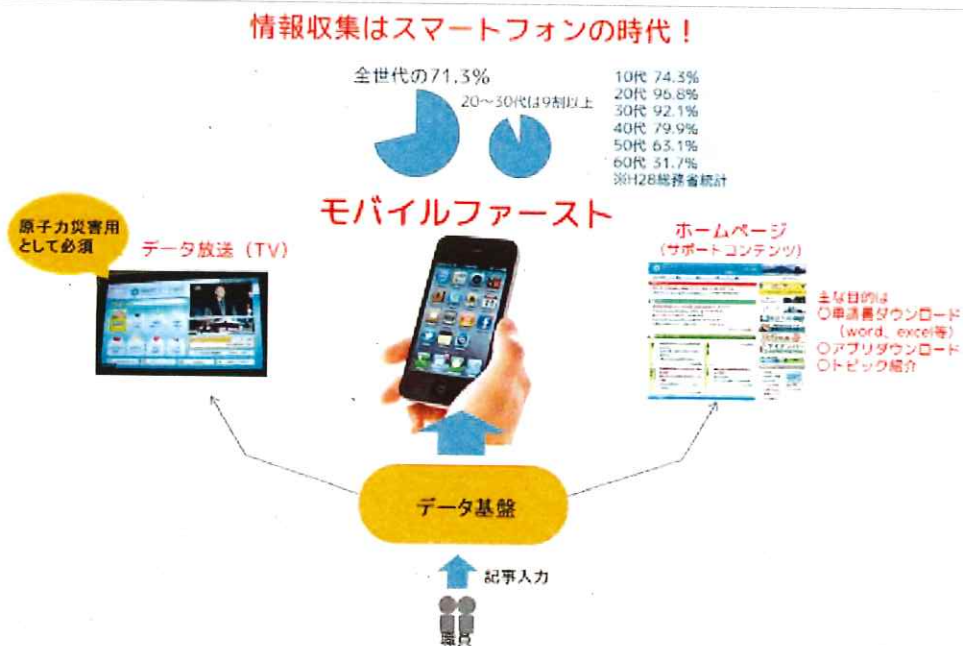 情報収集はスマートフォンの時代！
全世代の71.3%
20～30代は9割以上
10代 74.3%
20代 96.8%
30代 92.1%
40代 79.9%
50代 63.1%
60代 31.7%
※H28総務省統計
モバイルファースト
原子力災害用
として必須
データ放送（TV）
ホームページ
（サポートコンテンツ）
主な目的は
○申請書ダウンロード
（word、excel等）
○アプリダウンロード
○トピック紹介
データ基盤
記事入力
職員